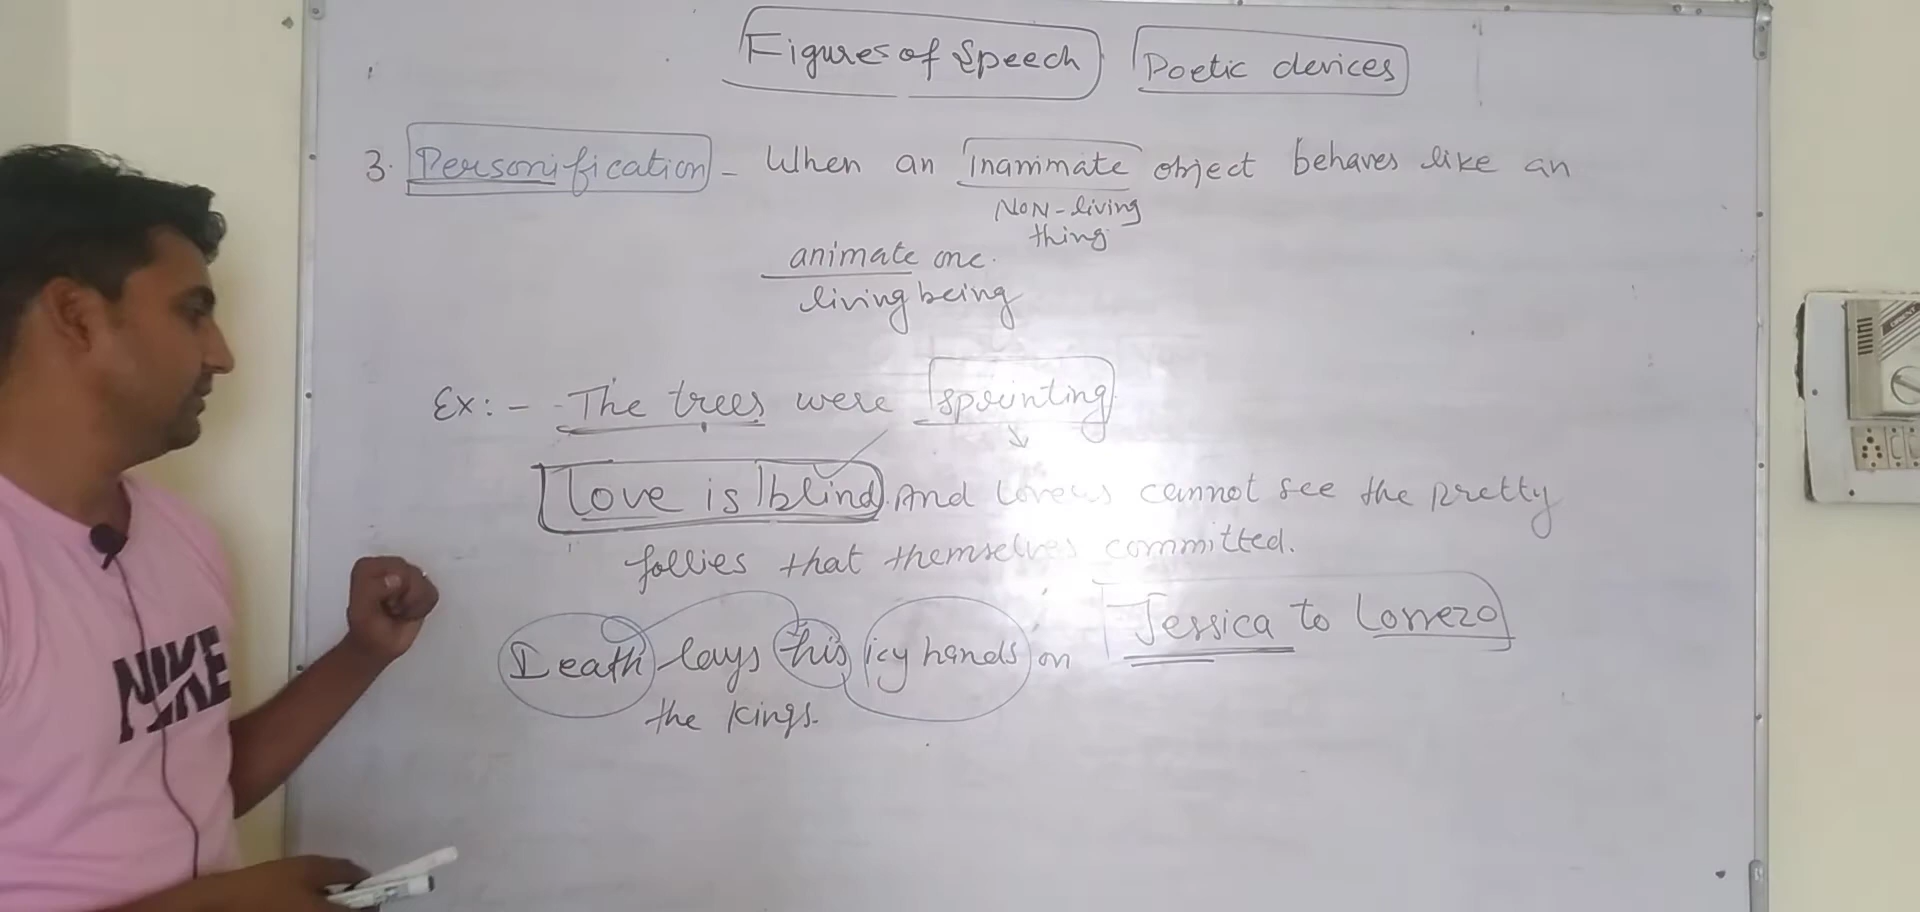 Figures of Speech Poetic devices
3. Personification - When an inanimate object behaves like an
NON-living
thing
animate one.
living being
Ex:- The trees were sprinting
Love is blind. And lovers cannot see the pretty
follies that themselves committed.
Jessica to Lorrezo
Death lays his icy hands on
the kings.
NIKE